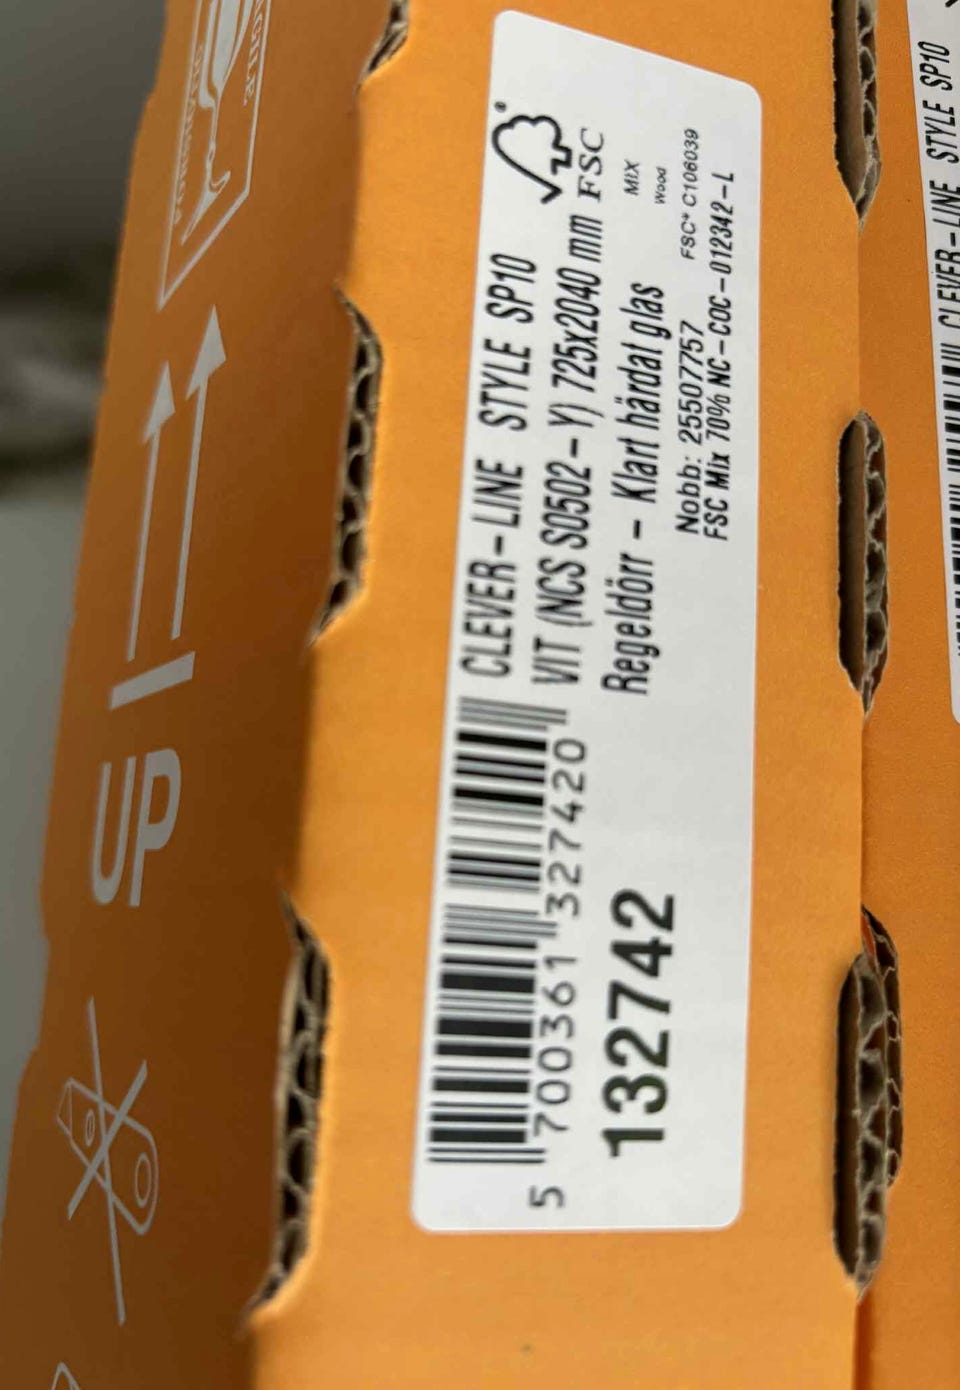 CLEVER-LINE STYLE SP10
VIT (NCS S0502-Y) 725x2040 mm
Regeldörr - Klart härdat glas
Nobb: 25507757
FSC Mix 70% NC-COC-012342-L
FSC
MIX
Wood
FSC® C106039
5 700361 327420
132742
UP
STYLE SP10
CLEVER-LINE